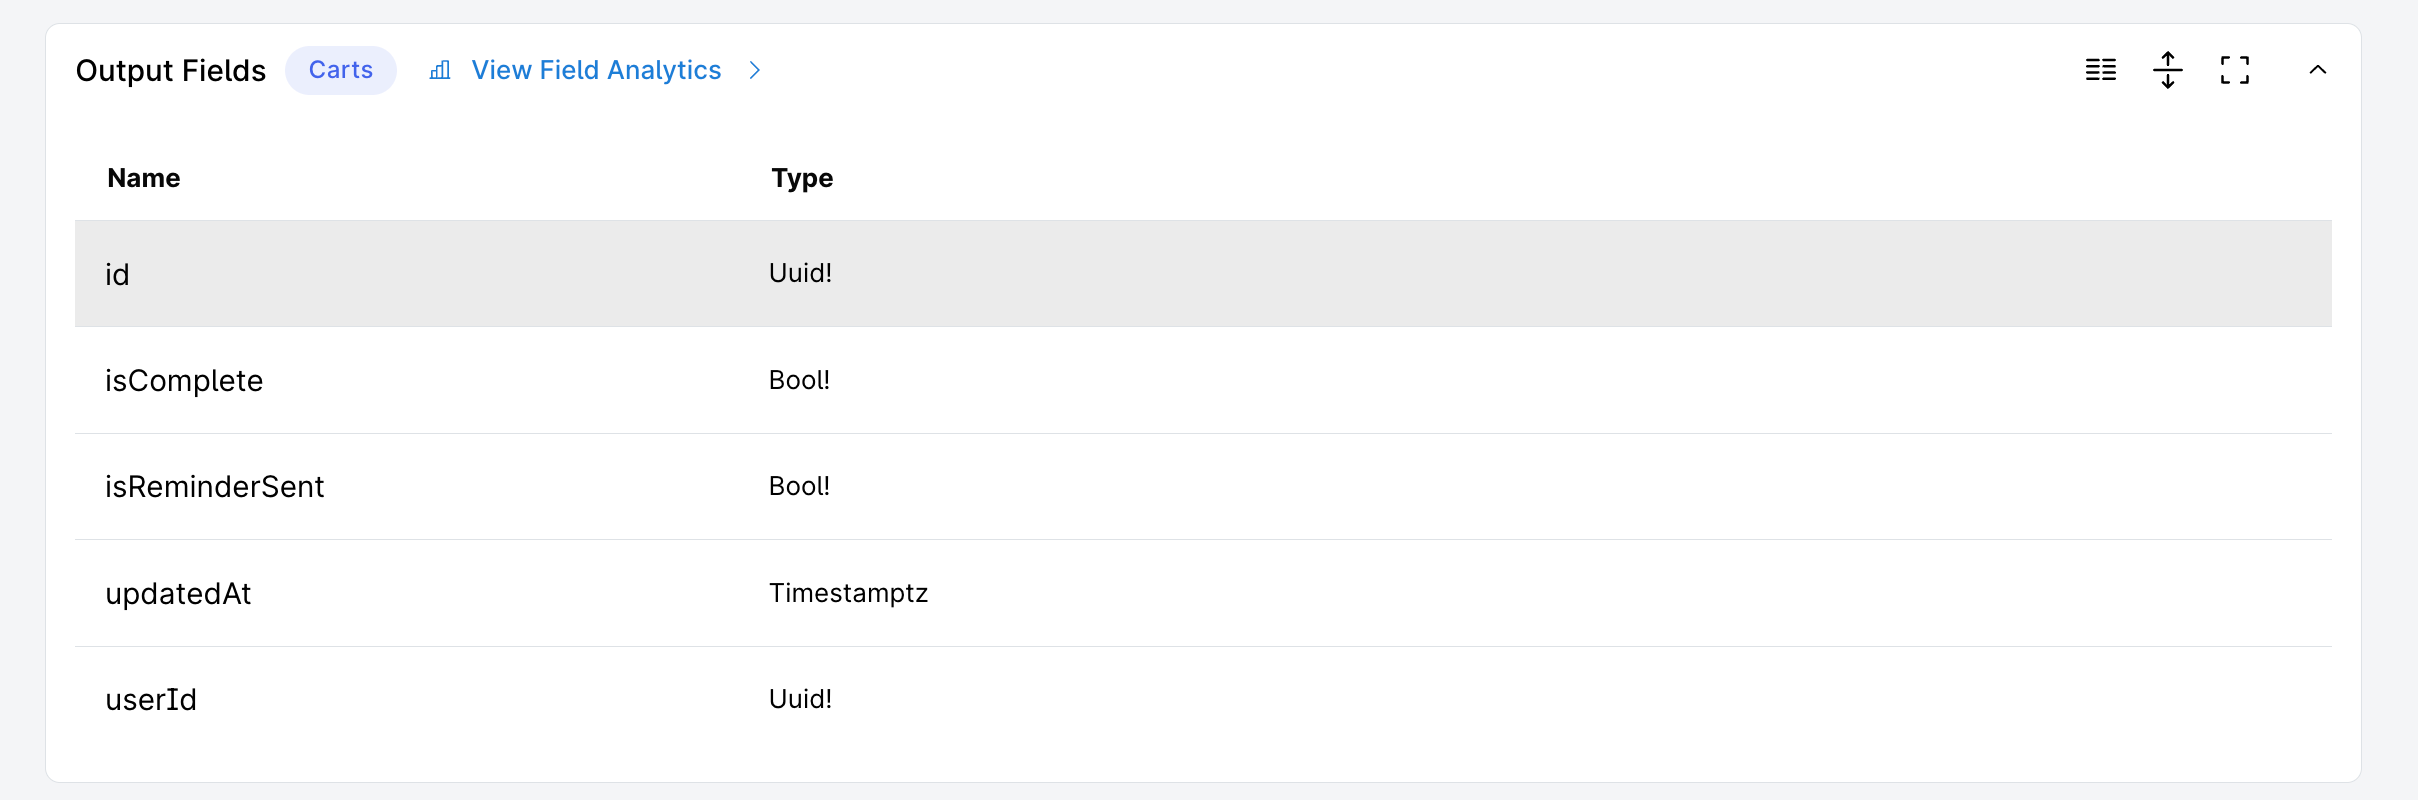 Output Fields Carts View Field Analytics
Name Type
id Uuid!
isComplete Bool!
isReminderSent Bool!
updatedAt Timestamptz
userId Uuid!